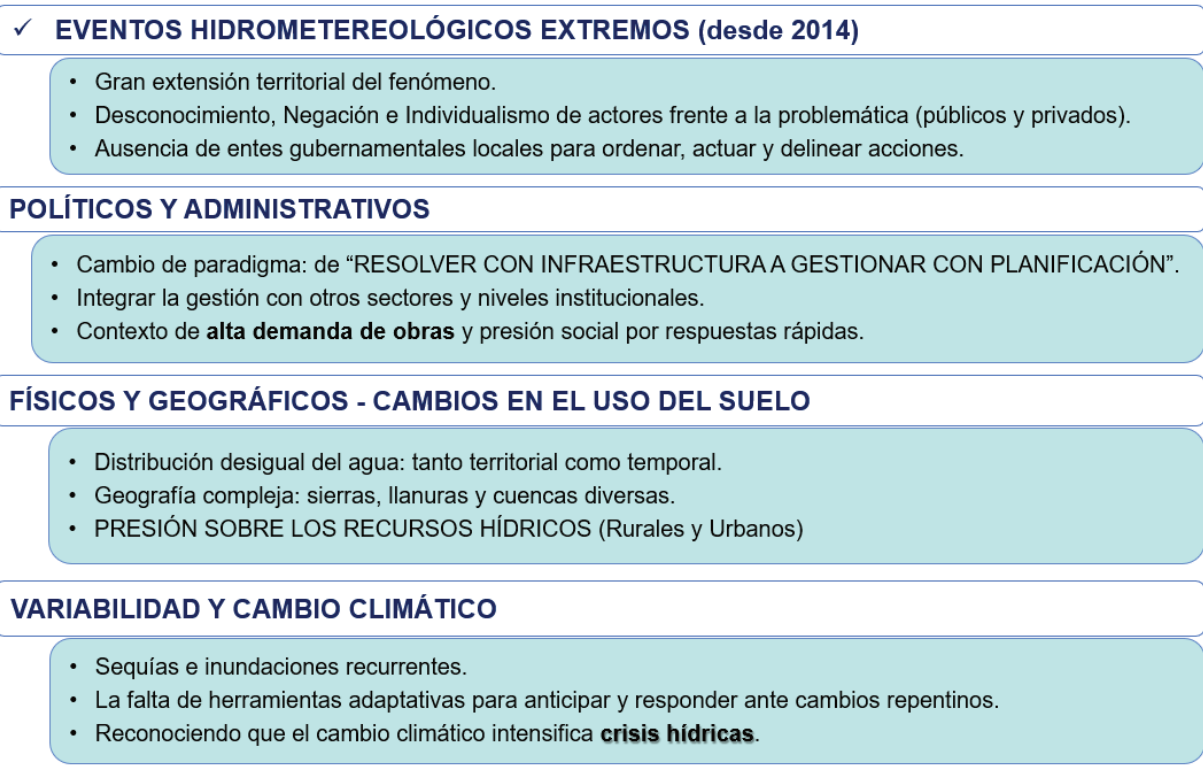 ✓ EVENTOS HIDROMETEREOLÓGICOS EXTREMOS (desde 2014)
• Gran extensión territorial del fenómeno.
• Desconocimiento, Negación e Individualismo de actores frente a la problemática (públicos y privados).
• Ausencia de entes gubernamentales locales para ordenar, actuar y delinear acciones.
POLÍTICOS Y ADMINISTRATIVOS
• Cambio de paradigma: de “RESOLVER CON INFRAESTRUCTURA A GESTIONAR CON PLANIFICACIÓN”.
• Integrar la gestión con otros sectores y niveles institucionales.
• Contexto de alta demanda de obras y presión social por respuestas rápidas.
FÍSICOS Y GEOGRÁFICOS - CAMBIOS EN EL USO DEL SUELO
• Distribución desigual del agua: tanto territorial como temporal.
• Geografía compleja: sierras, llanuras y cuencas diversas.
• PRESIÓN SOBRE LOS RECURSOS HÍDRICOS (Rurales y Urbanos)
VARIABILIDAD Y CAMBIO CLIMÁTICO
• Sequías e inundaciones recurrentes.
• La falta de herramientas adaptativas para anticipar y responder ante cambios repentinos.
• Reconociendo que el cambio climático intensifica crisis hídricas.